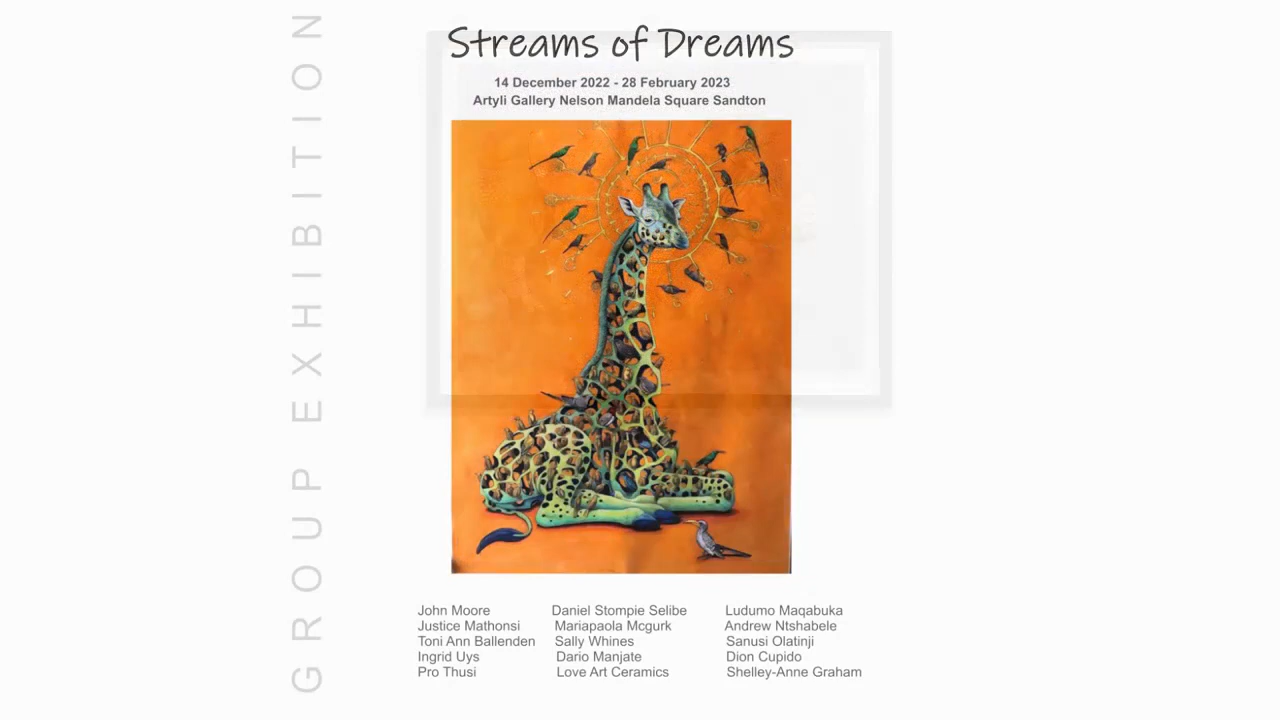 GROUP EXHIBITION
Streams of Dreams
14 December 2022 - 28 February 2023
Artyli Gallery Nelson Mandela Square Sandton
John Moore Daniel Stompie Selibe Ludumo Maqabuka
Justice Mathonsi Mariapaola Mcgurk Andrew Ntshabele
Toni Ann Ballenden Sally Whines Sanusi Olatinji
Ingrid Uys Dario Manjate Dion Cupido
Pro Thusi Love Art Ceramics Shelley-Anne Graham